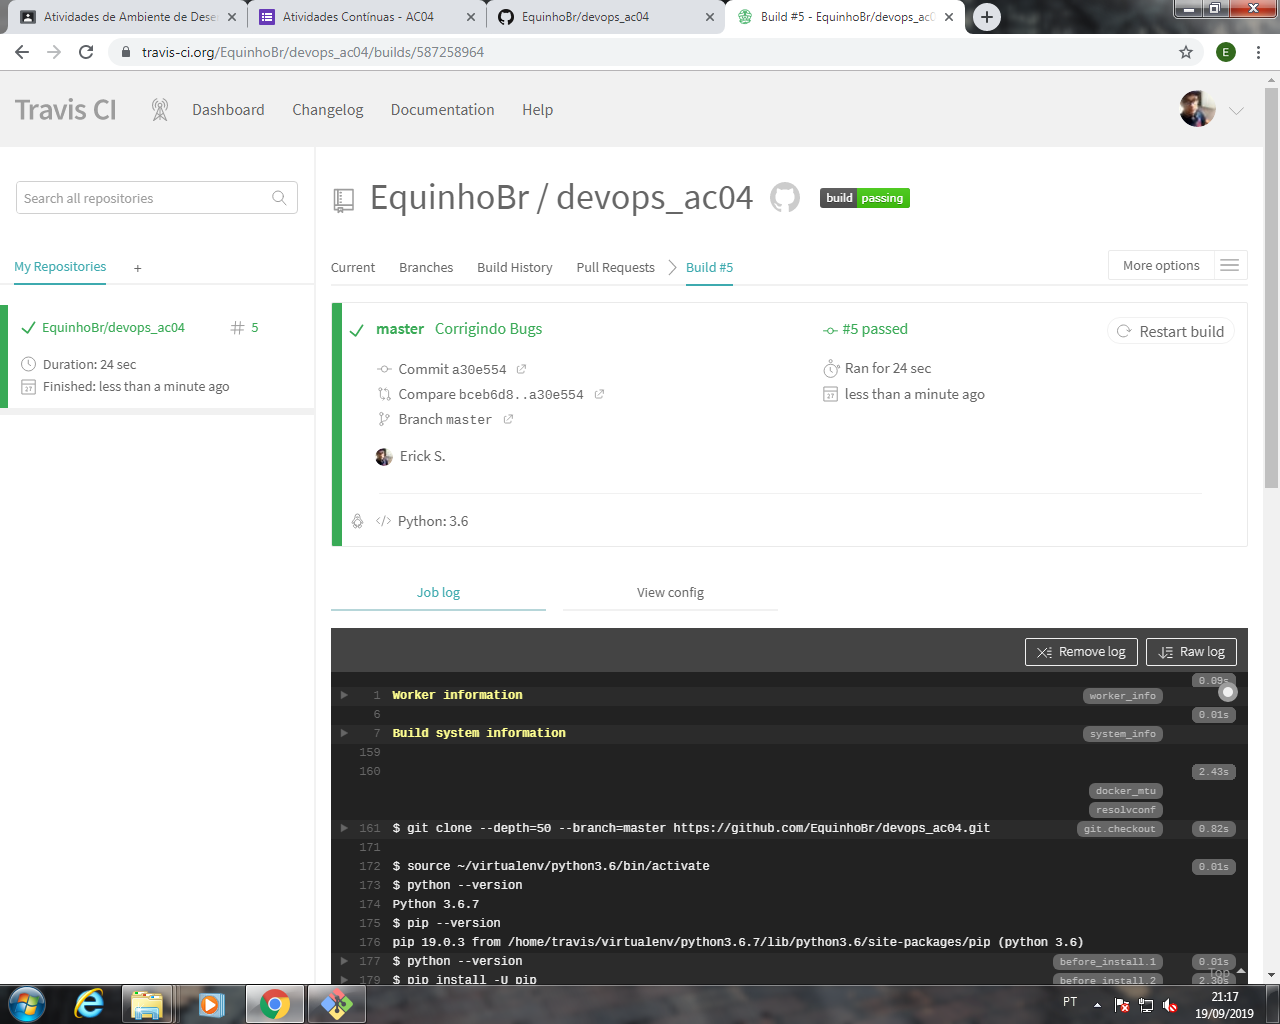 Atividades de Ambiente de Dese
Atividades Contínuas - AC04
EquinhoBr/devops_ac04
Build #5 - EquinhoBr/devops_ac0
travis-ci.org/EquinhoBr/devops_ac04/builds/587258964
E
Travis CI
Dashboard
Changelog
Documentation
Help
Search all repositories
My Repositories
+
EquinhoBr/devops_ac04
# 5
Duration: 24 sec
Finished: less than a minute ago
EquinhoBr / devops_ac04
build passing
Current
Branches
Build History
Pull Requests
Build #5
More options
master Corrigindo Bugs
#5 passed
Restart build
Commit a30e554
Ran for 24 sec
Compare bceb6d8..a30e554
less than a minute ago
Branch master
Erick S.
</> Python: 3.6
Job log
View config
Remove log
Raw log
0.09s
1 Worker information worker_info
6 0.01s
7 Build system information system_info
159
160 2.43s
docker_mtu
resolvconf
161 $ git clone --depth=50 --branch=master https://github.com/EquinhoBr/devops_ac04.git git.checkout 0.82s
171
172 $ source ~/virtualenv/python3.6/bin/activate 0.01s
173 $ python --version
174 Python 3.6.7
175 $ pip --version
176 pip 19.0.3 from /home/travis/virtualenv/python3.6.7/lib/python3.6/site-packages/pip (python 3.6)
177 $ python --version before_install.1 0.01s
Top
179 $ pip install -U pip before_install.2 2.30s
PT
21:17
19/09/2019